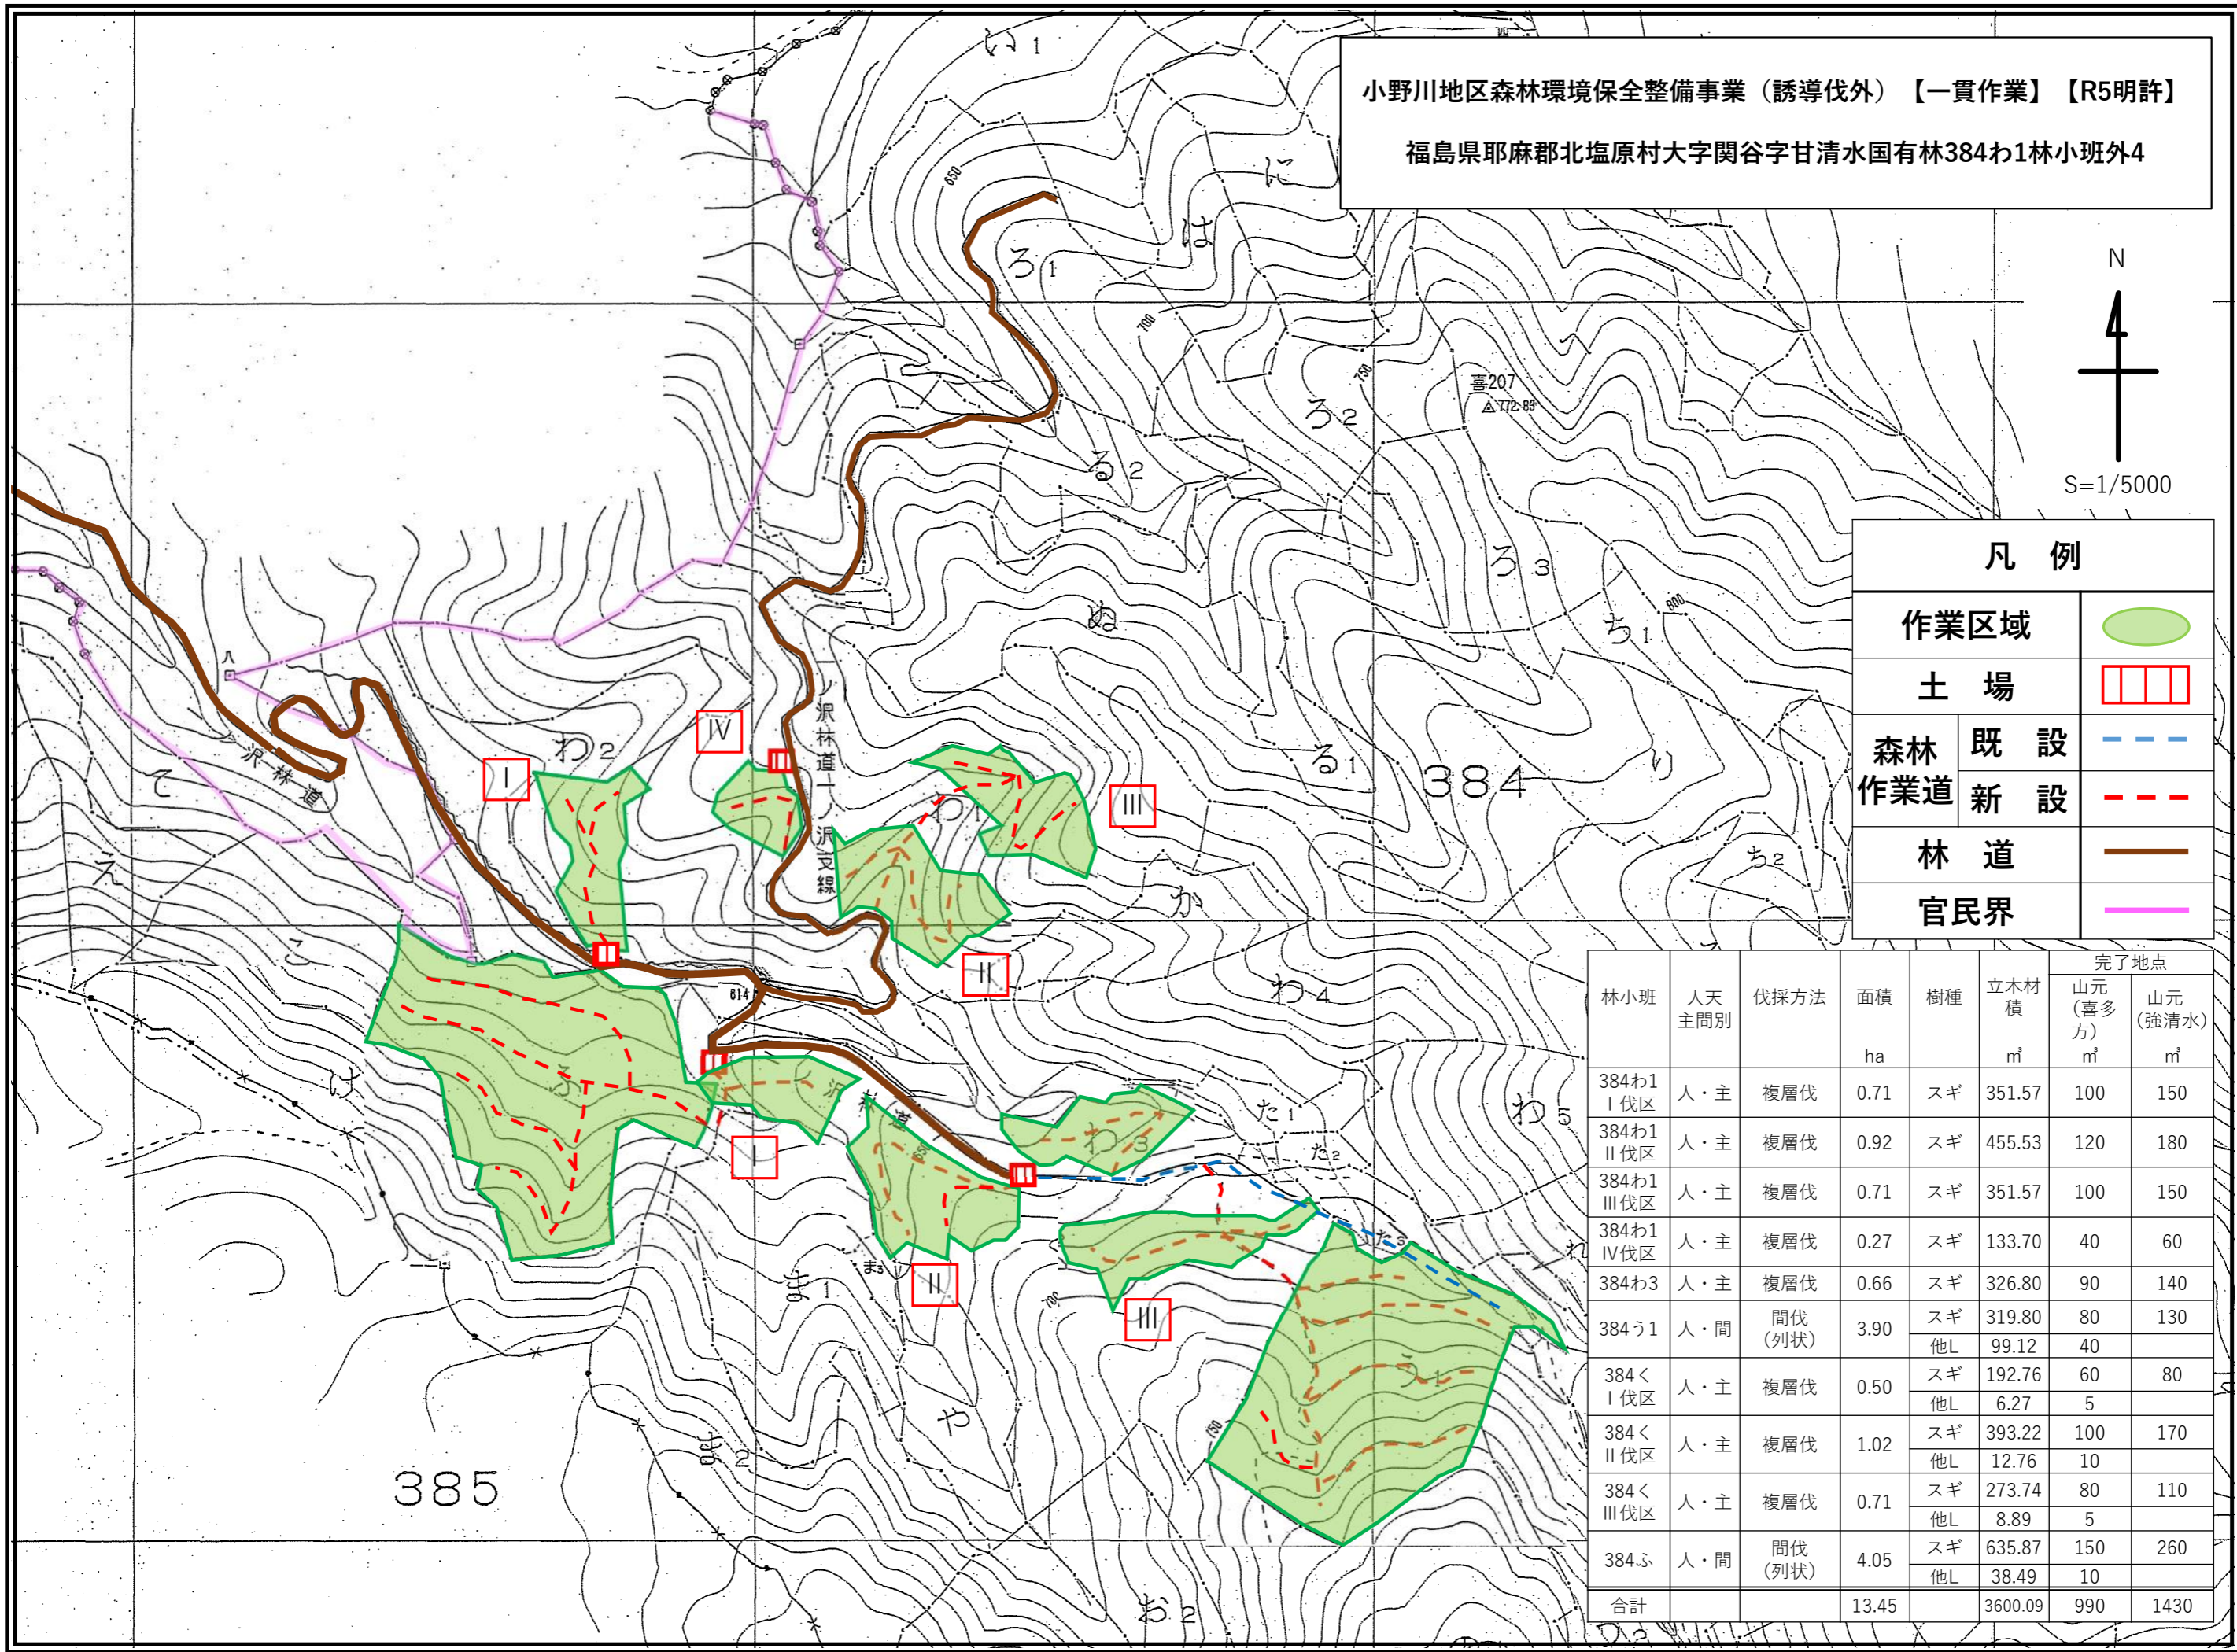 小野川地区森林環境保全整備事業（誘導伐外）【一貫作業】【R5明許】
福島県耶麻郡北塩原村大字関谷字甘清水国有林384わ1林小班外4
N
S=1/5000
凡 例
作業区域
土 場
森林作業道 既 設
新 設
林 道
官民界
林小班 人天主間別 伐採方法 面積 ha 樹種 立木材積 ㎥ 完了地点 山元(喜多方) ㎥ 山元(強清水) ㎥
384わ1 Ⅰ伐区 人・主 複層伐 0.71 スギ 351.57 100 150
384わ1 Ⅱ伐区 人・主 複層伐 0.92 スギ 455.53 120 180
384わ1 Ⅲ伐区 人・主 複層伐 0.71 スギ 351.57 100 150
384わ1 Ⅳ伐区 人・主 複層伐 0.27 スギ 133.70 40 60
384わ3 人・主 複層伐 0.66 スギ 326.80 90 140
384う1 人・間 間伐(列状) 3.90 スギ 319.80 80 130
他L 99.12 40
384く Ⅰ伐区 人・主 複層伐 0.50 スギ 192.76 60 80
他L 6.27 5
384く Ⅱ伐区 人・主 複層伐 1.02 スギ 393.22 100 170
他L 12.76 10
384く Ⅲ伐区 人・主 複層伐 0.71 スギ 273.74 80 110
他L 8.89 5
384ふ 人・間 間伐(列状) 4.05 スギ 635.87 150 260
他L 38.49 10
合計 13.45 3600.09 990 1430
い1
に
は
ろ1
650
700
750
喜207
772.83
ろ2
る2
ろ3
800
ち1
ぬ
八
一ノ沢林道
一ノ沢林道一ノ沢支線
Ⅳ
Ⅰ
わ2
て
Ⅲ
わ1
る1
384
り
ち2
か
え
こ
Ⅱ
わ4
614
ふ
け
一ノ沢林道
Ⅰ
わ3
た1
た2
わ5
650
た3
れ
ま3
Ⅱ
700
Ⅲ
う1
750
や
385
お2